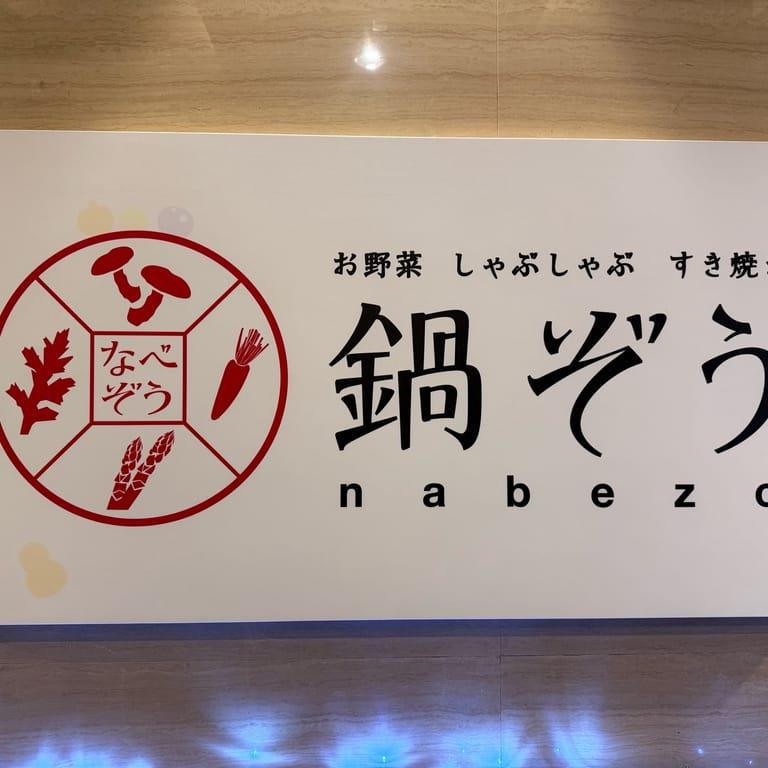 なべ
ぞう
お野菜 しゃぶしゃぶ すき焼
鍋ぞう
nabezo